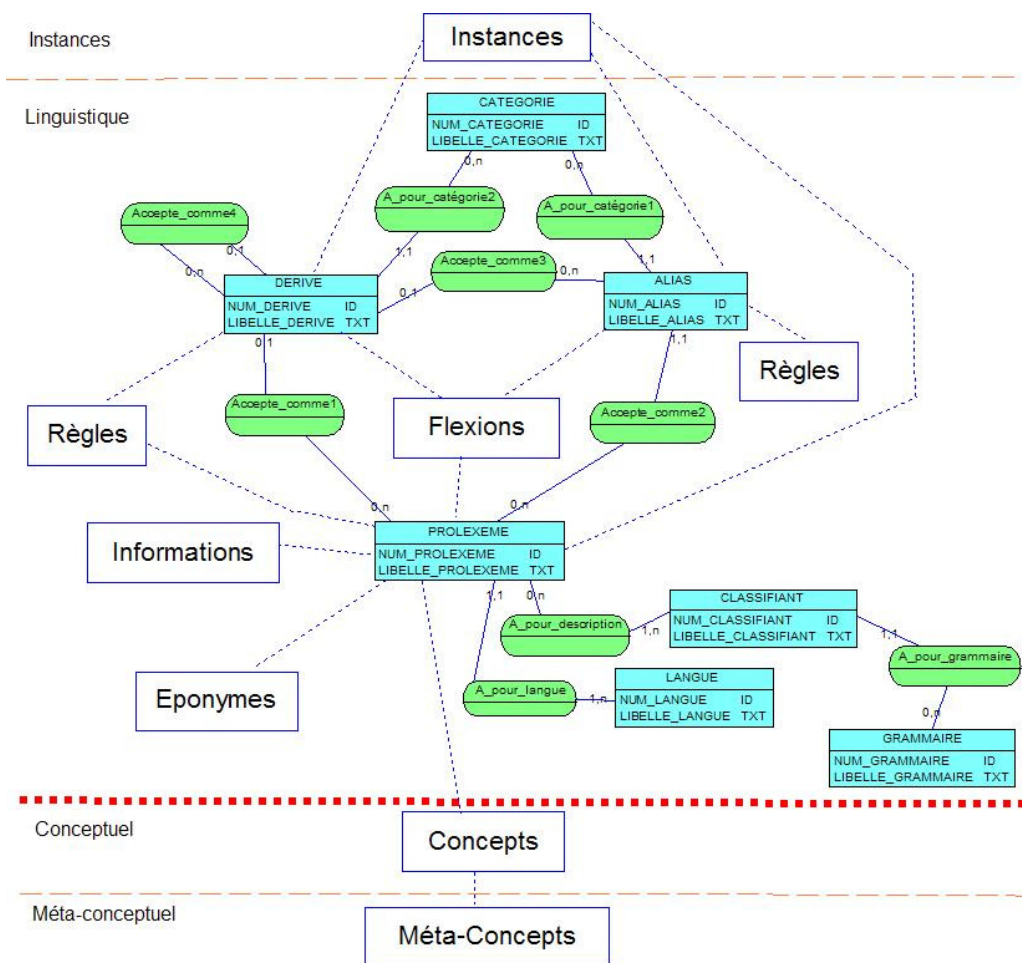 Instances
Instances
Linguistique
CATEGORIE
NUM_CATEGORIE ID
LIBELLE_CATEGORIE TXT
0,n
0,n
A_pour_catégorie2
A_pour_catégorie1
Accepte_comme4
0,1
1,1
1,1
Accepte_comme3
0,n
0,n
0,1
DERIVE
NUM_DERIVE ID
LIBELLE_DERIVE TXT
ALIAS
NUM_ALIAS ID
LIBELLE_ALIAS TXT
0,1
1,1
Règles
Accepte_comme1
Accepte_comme2
Règles
Flexions
0,n
0,n
PROLEXEME
NUM_PROLEXEME ID
LIBELLE_PROLEXEME TXT
Informations
1,1
0,n
CLASSIFIANT
NUM_CLASSIFIANT ID
LIBELLE_CLASSIFIANT TXT
A_pour_description
1,n
1,1
A_pour_grammaire
LANGUE
NUM_LANGUE ID
LIBELLE_LANGUE TXT
A_pour_langue
1,n
Eponymes
0,n
GRAMMAIRE
NUM_GRAMMAIRE ID
LIBELLE_GRAMMAIRE TXT
Conceptuel
Concepts
Méta-conceptuel
Méta-Concepts